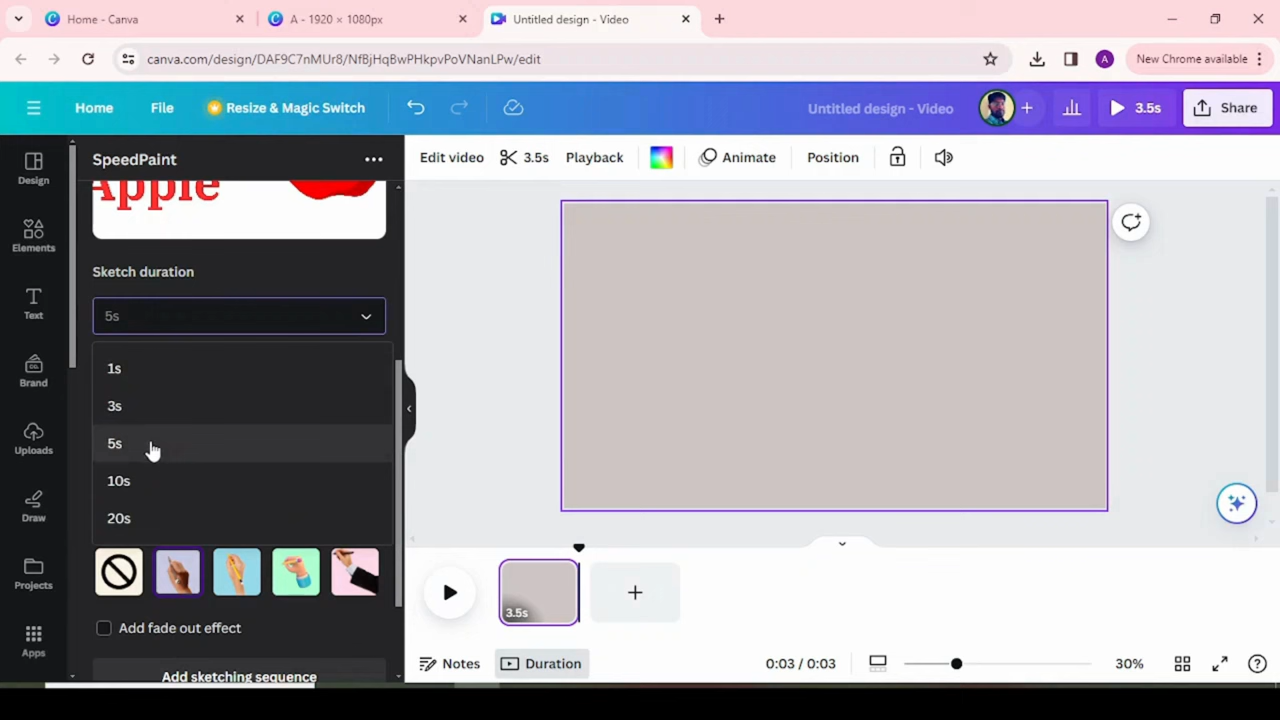 Home - Canva
A - 1920 × 1080px
Untitled design - Video
canva.com/design/DAF9C7nMUr8/NfBjHqBwPHkpvPoVNanLPw/edit
A
New Chrome available
Home
File
Resize & Magic Switch
Untitled design - Video
3.5s
Share
Design
Elements
Text
Brand
Uploads
Draw
Projects
Apps
SpeedPaint
Apple
Sketch duration
5s
1s
3s
5s
10s
20s
Add fade out effect
Add sketching sequence
Edit video
3.5s
Playback
Animate
Position
3.5s
Notes
Duration
0:03 / 0:03
30%